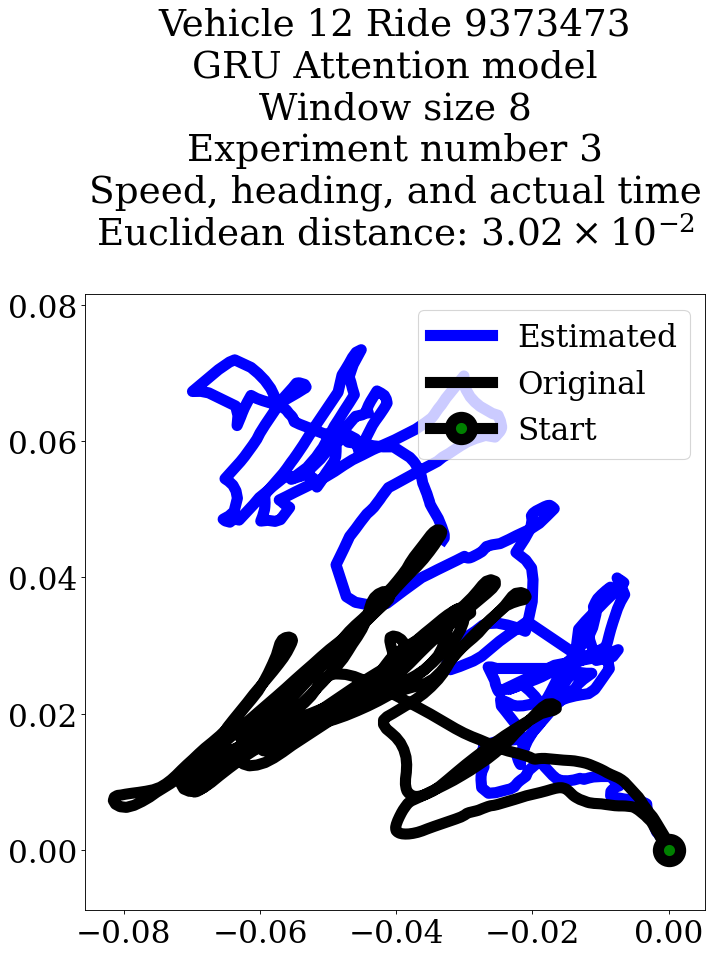 Vehicle 12 Ride 9373473
GRU Attention model
Window size 8
Experiment number 3
Speed, heading, and actual time
Euclidean distance: 3.02 × 10⁻²
Estimated
Original
Start
0.08
0.06
0.04
0.02
0.00
−0.08 −0.06 −0.04 −0.02 0.00